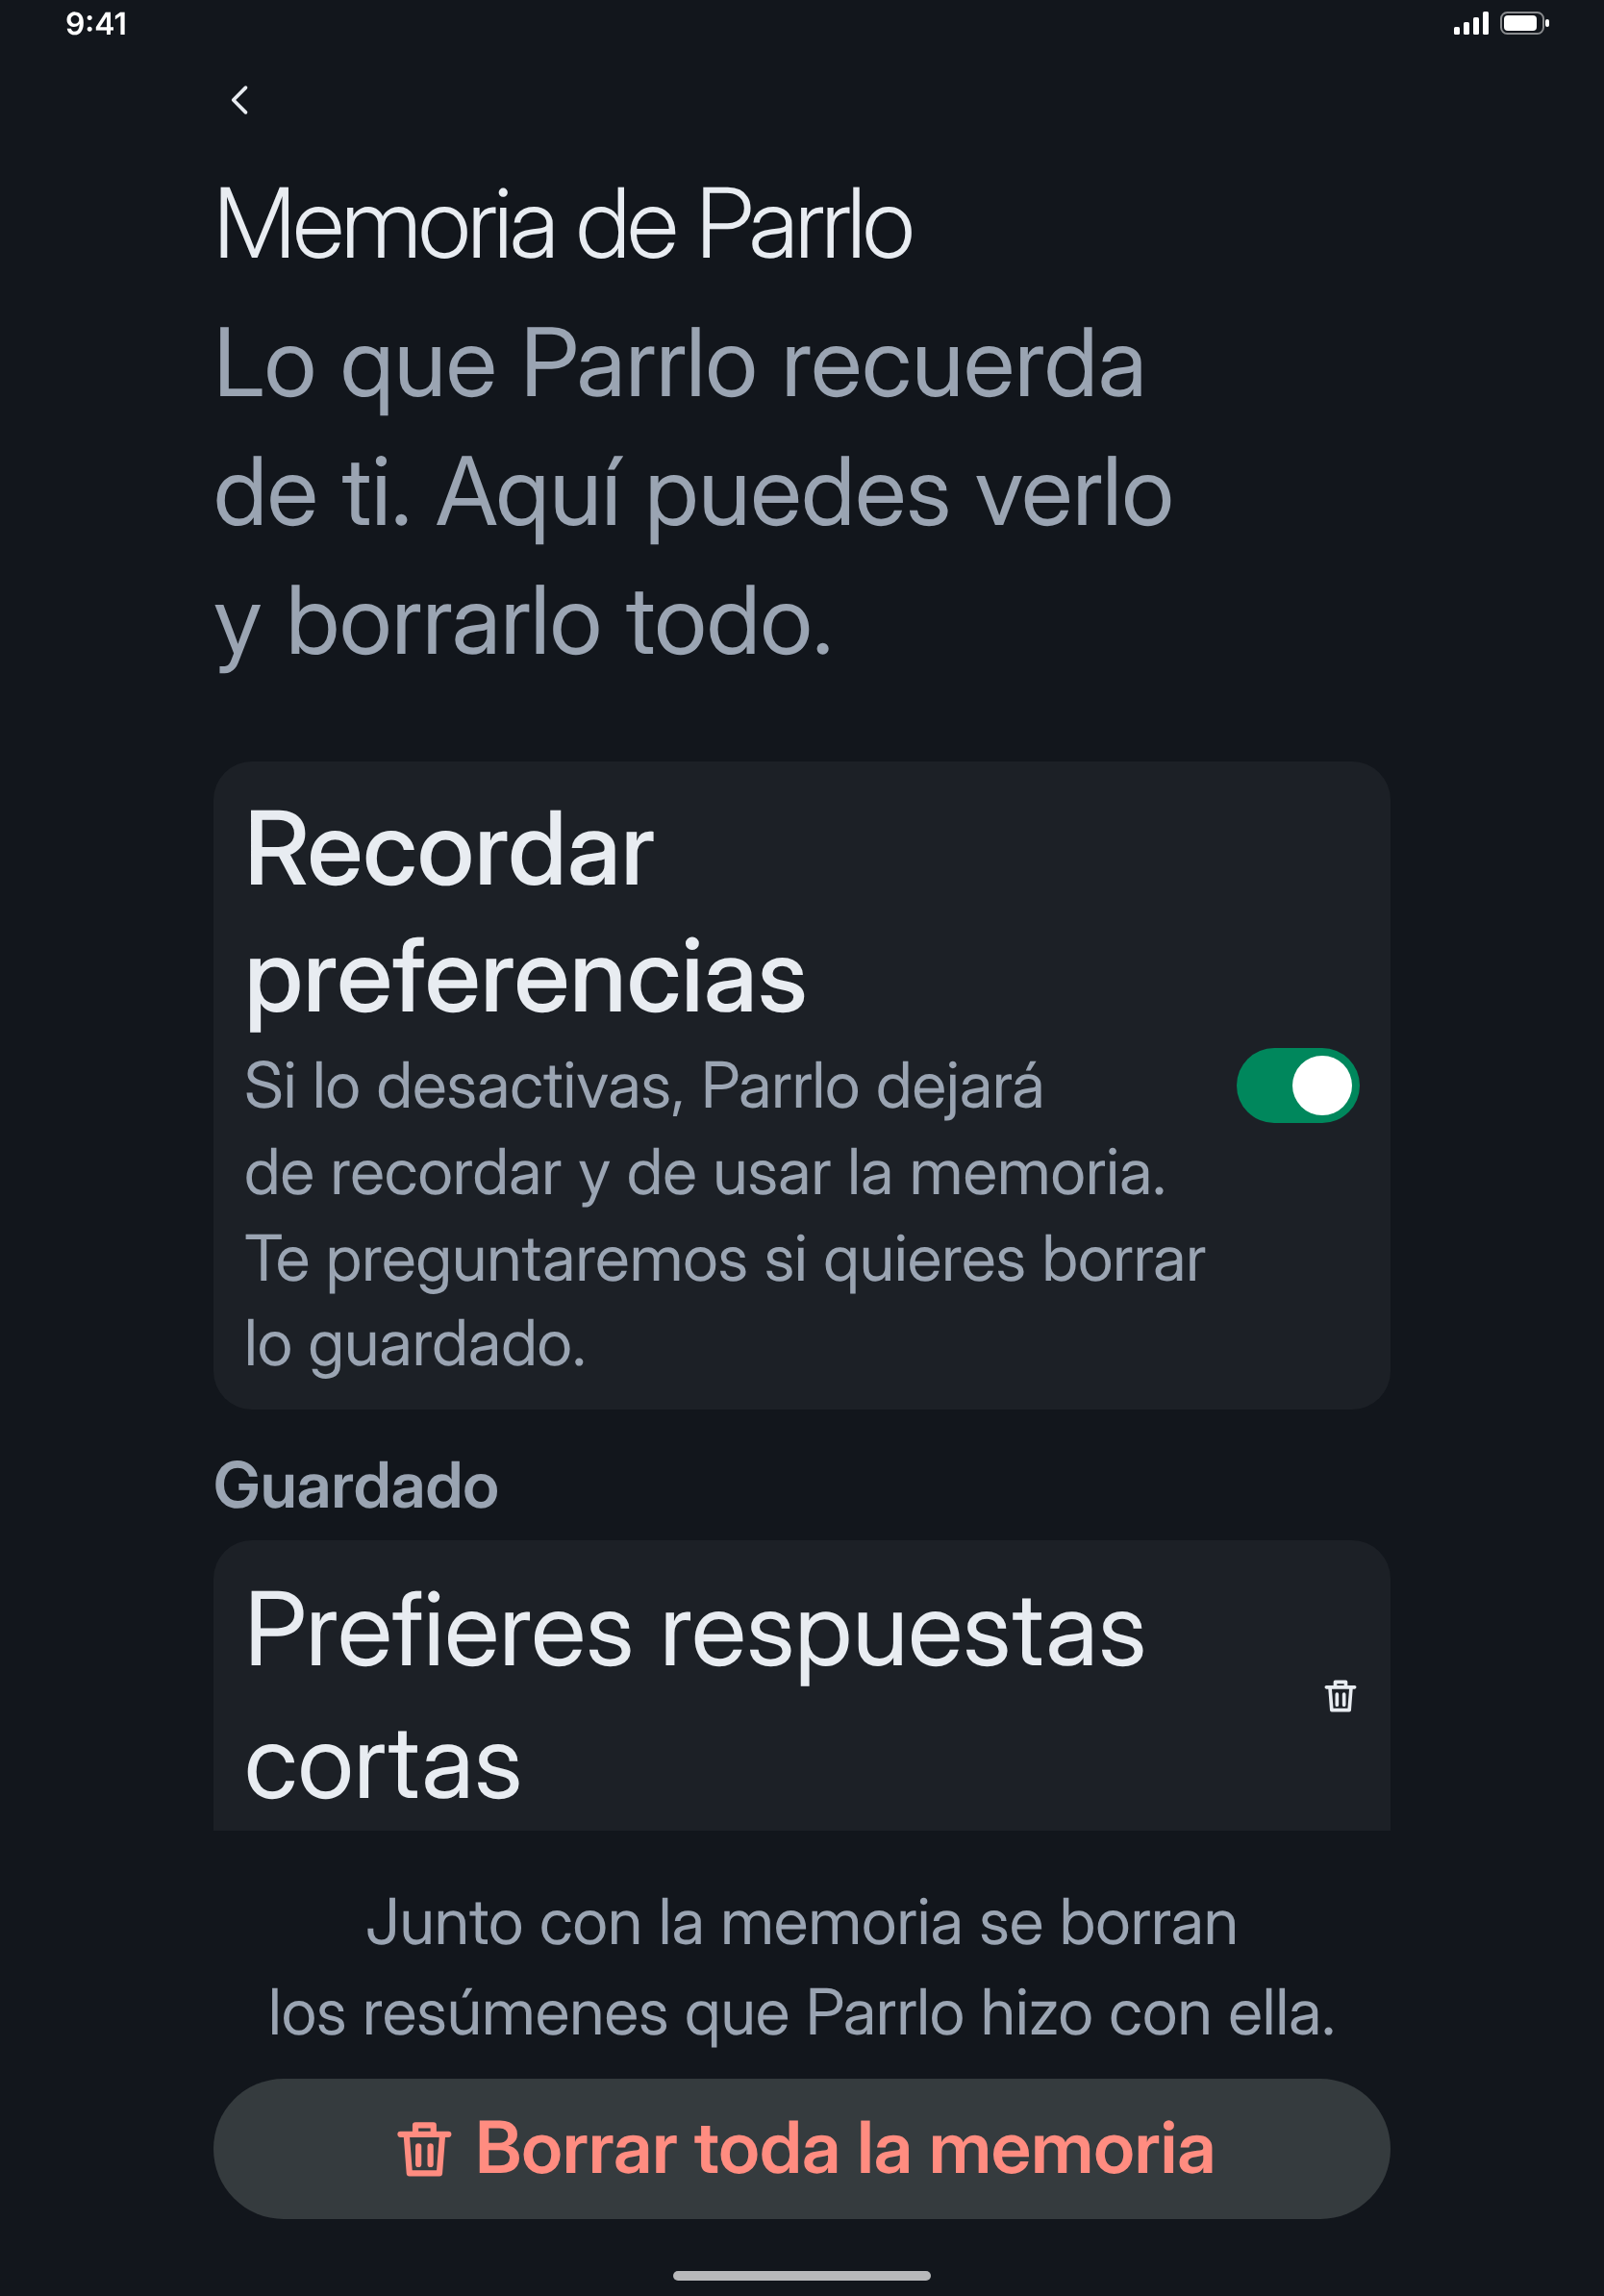 9:41
Memoria de Parrlo
Lo que Parrlo recuerda
de ti. Aquí puedes verlo
y borrarlo todo.
Recordar
preferencias
Si lo desactivas, Parrlo dejará
de recordar y de usar la memoria.
Te preguntaremos si quieres borrar
lo guardado.
Guardado
Prefieres respuestas
cortas
Junto con la memoria se borran
los resúmenes que Parrlo hizo con ella.
Borrar toda la memoria